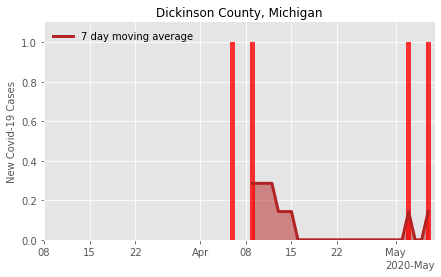 Dickinson County, Michigan
7 day moving average
New Covid-19 Cases
1.0
0.8
0.6
0.4
0.2
0.0
08 15 22 Apr 08 15 22 May
2020-May